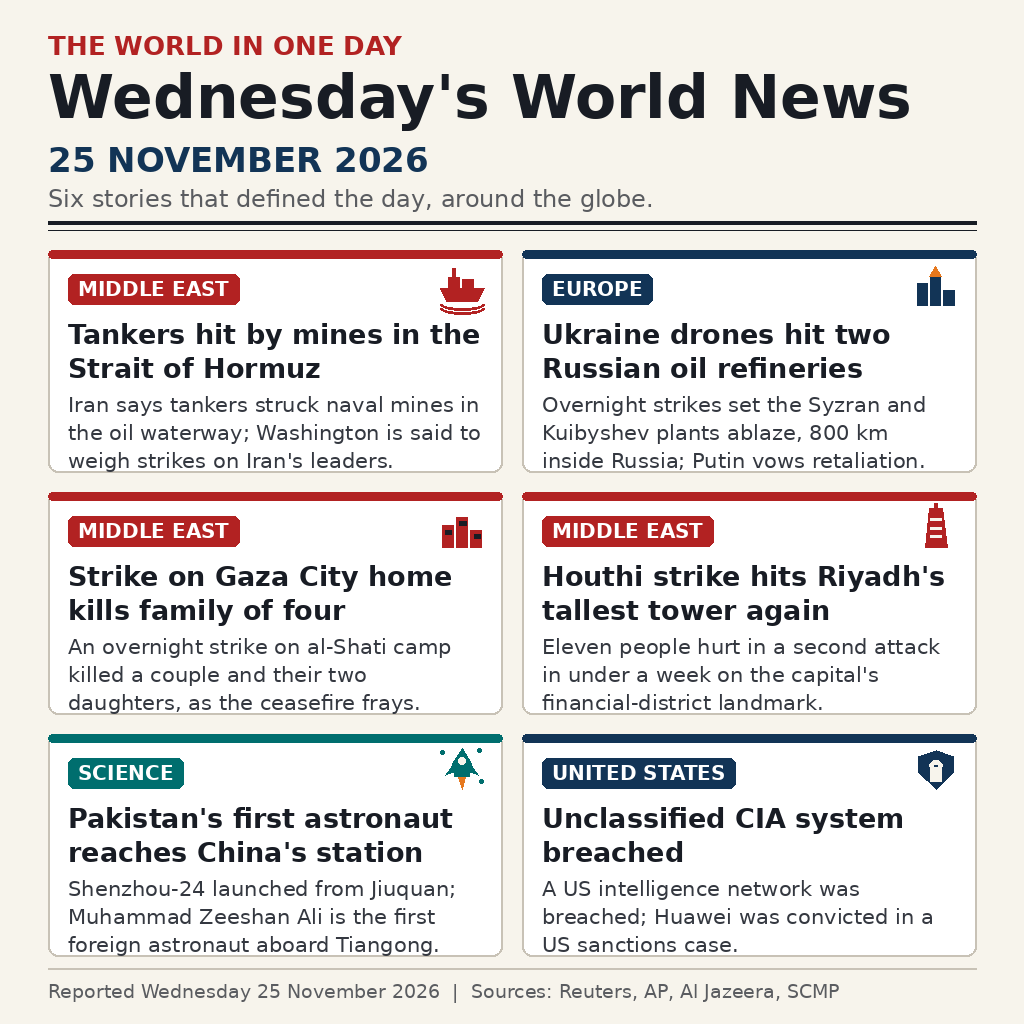 THE WORLD IN ONE DAY
Wednesday's World News
25 NOVEMBER 2026
Six stories that defined the day, around the globe.
MIDDLE EAST
Tankers hit by mines in the
Strait of Hormuz
Iran says tankers struck naval mines in
the oil waterway; Washington is said to
weigh strikes on Iran's leaders.
EUROPE
Ukraine drones hit two
Russian oil refineries
Overnight strikes set the Syzran and
Kuibyshev plants ablaze, 800 km
inside Russia; Putin vows retaliation.
MIDDLE EAST
Strike on Gaza City home
kills family of four
An overnight strike on al-Shati camp
killed a couple and their two
daughters, as the ceasefire frays.
MIDDLE EAST
Houthi strike hits Riyadh's
tallest tower again
Eleven people hurt in a second attack
in under a week on the capital's
financial-district landmark.
SCIENCE
Pakistan's first astronaut
reaches China's station
Shenzhou-24 launched from Jiuquan;
Muhammad Zeeshan Ali is the first
foreign astronaut aboard Tiangong.
UNITED STATES
Unclassified CIA system
breached
A US intelligence network was
breached; Huawei was convicted in a
US sanctions case.
Reported Wednesday 25 November 2026 | Sources: Reuters, AP, Al Jazeera, SCMP